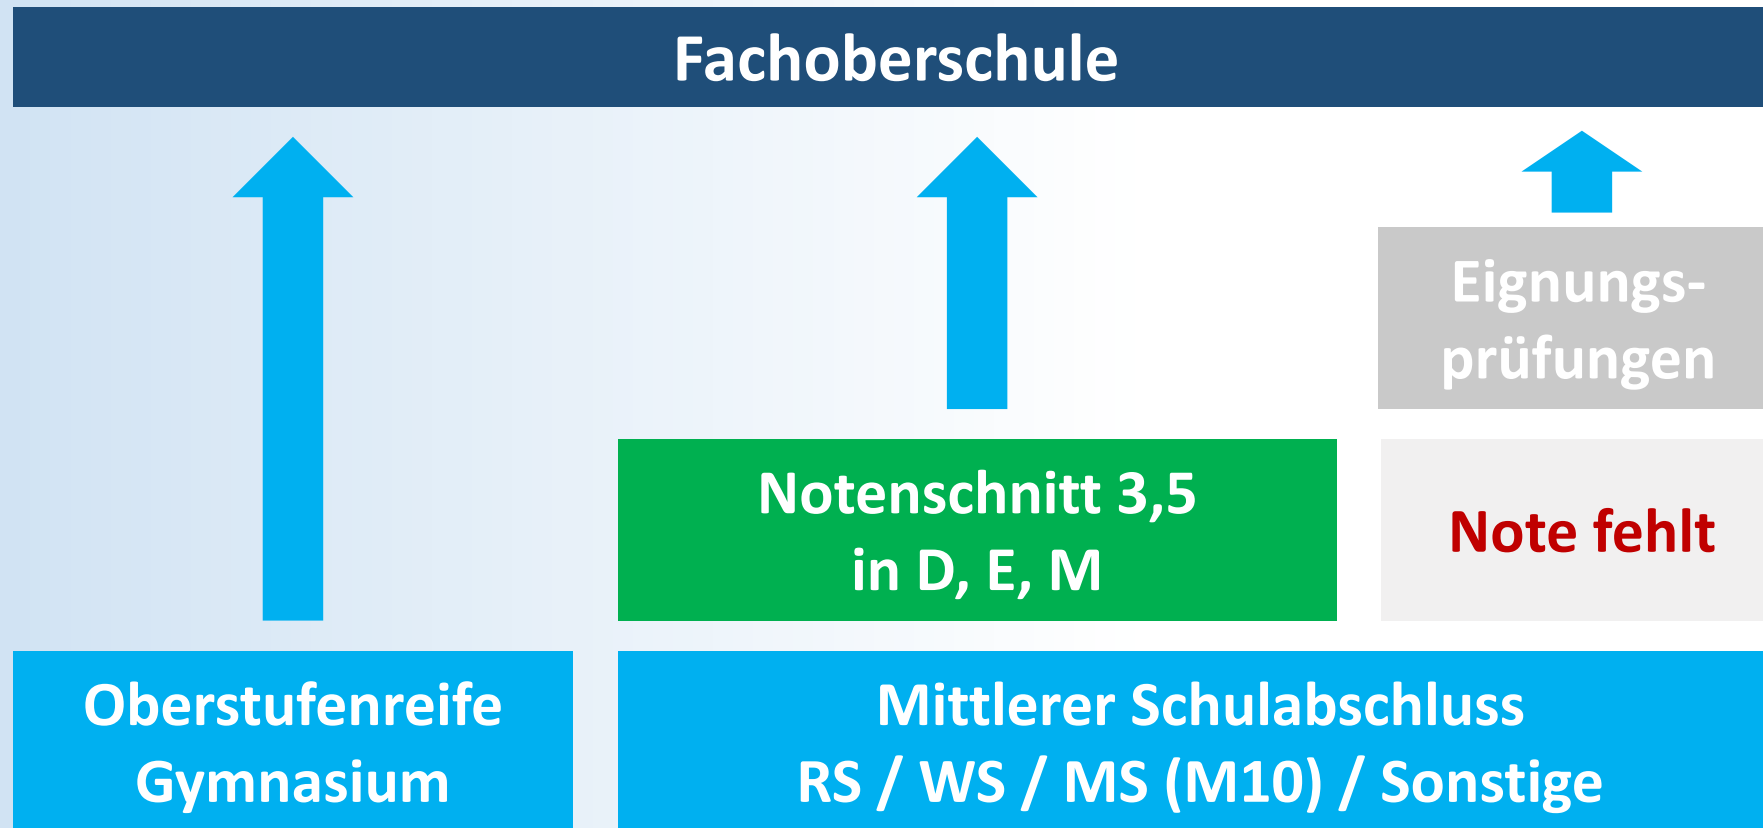 Fachoberschule
Eignungs-
prüfungen
Notenschnitt 3,5
in D, E, M
Note fehlt
Oberstufenreife
Gymnasium
Mittlerer Schulabschluss
RS / WS / MS (M10) / Sonstige